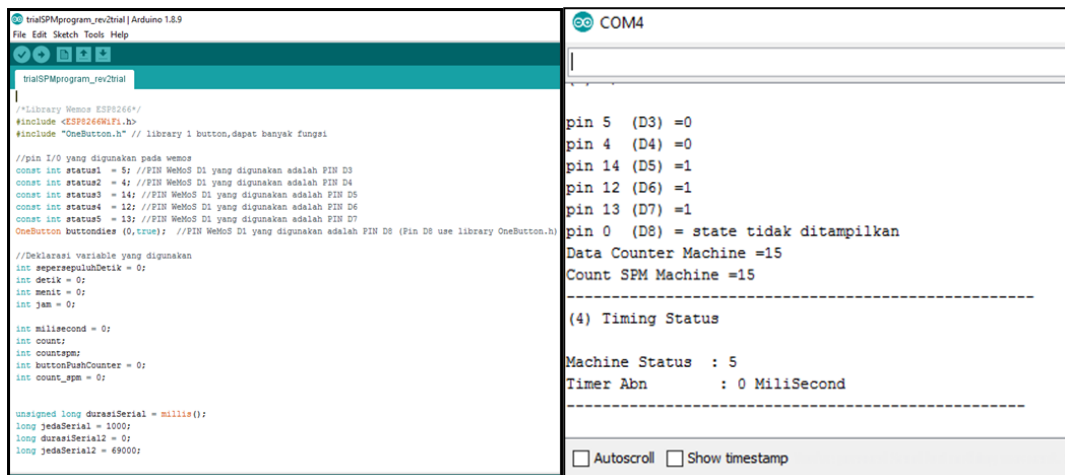 trialSPMprogram_rev2trial | Arduino 1.8.9
File Edit Sketch Tools Help
trialSPMprogram_rev2trial
/*Library Wemos ESP8266*/
#include <ESP8266WiFi.h>
#include "OneButton.h" // library 1 button,dapat banyak fungsi
//pin I/O yang digunakan pada wemos
const int status1 = 5; //PIN WeMoS D1 yang digunakan adalah PIN D3
const int status2 = 4; //PIN WeMoS D1 yang digunakan adalah PIN D4
const int status3 = 14; //PIN WeMoS D1 yang digunakan adalah PIN D5
const int status4 = 12; //PIN WeMoS D1 yang digunakan adalah PIN D6
const int status5 = 13; //PIN WeMoS D1 yang digunakan adalah PIN D7
OneButton buttondies (0,true); //PIN WeMoS D1 yang digunakan adalah PIN D8 (Pin D8 use library OneButton.h)
//Deklarasi variable yang digunakan
int sepersepuluhDetik = 0;
int detik = 0;
int menit = 0;
int jam = 0;
int milisecond = 0;
int count;
int countspm;
int buttonPushCounter = 0;
int count_spm = 0;
unsigned long durasiSerial = millis();
long jedaSerial = 1000;
long durasiSerial2 = 0;
long jedaSerial2 = 69000;
COM4
pin 5 (D3) =0
pin 4 (D4) =0
pin 14 (D5) =1
pin 12 (D6) =1
pin 13 (D7) =1
pin 0 (D8) = state tidak ditampilkan
Data Counter Machine =15
Count SPM Machine =15
----------------------------------------------------
(4) Timing Status
Machine Status : 5
Timer Abn : 0 MiliSecond
---------------------------------------------------
Autoscroll Show timestamp